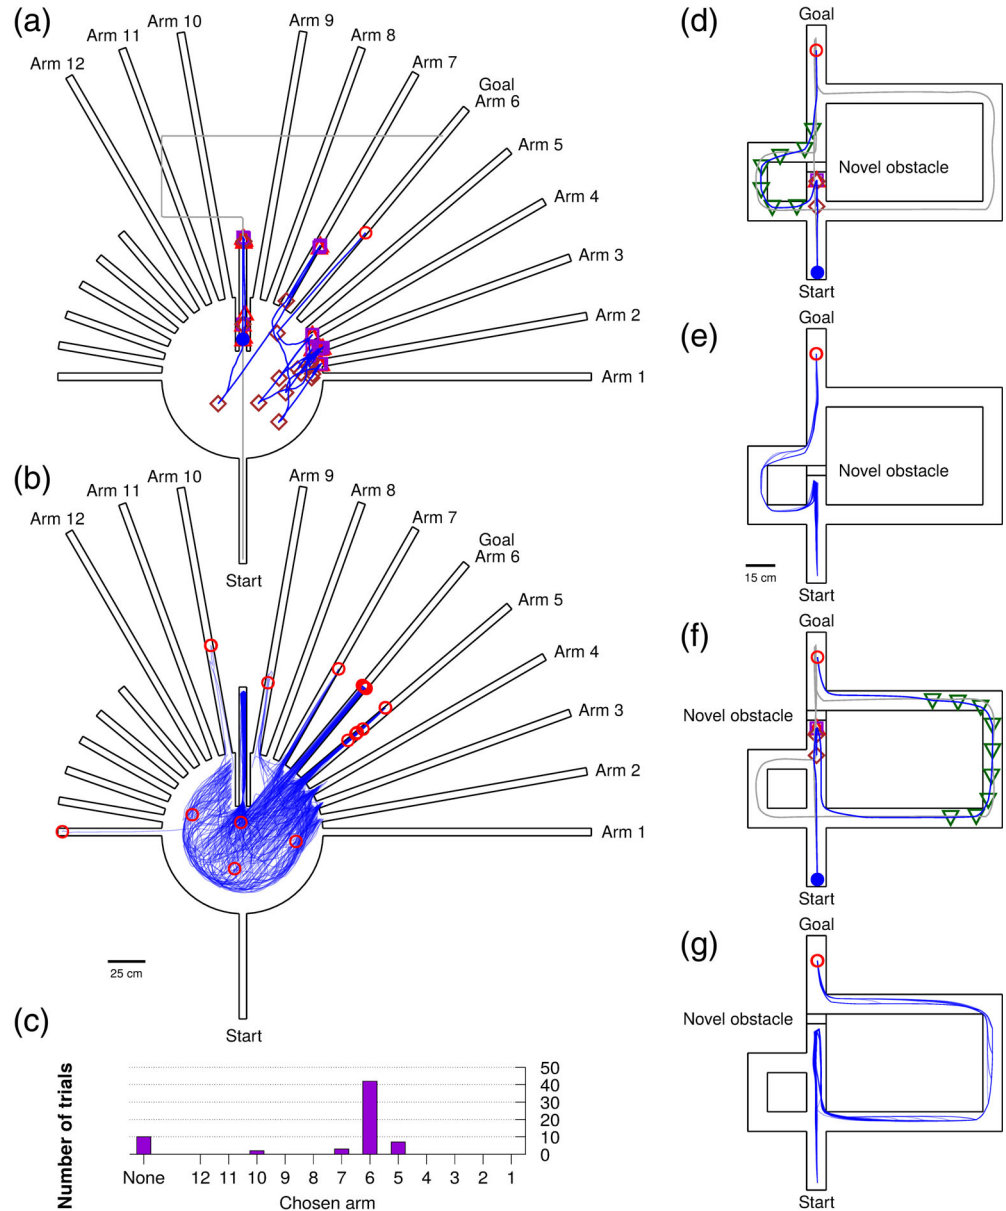 (a)
Arm 12
Arm 11
Arm 10
Arm 9
Arm 8
Arm 7
Goal
Arm 6
Arm 5
Arm 4
Arm 3
Arm 2
Arm 1
Start
(b)
Arm 12
Arm 11
Arm 10
Arm 9
Arm 8
Arm 7
Goal
Arm 6
Arm 5
Arm 4
Arm 3
Arm 2
Arm 1
25 cm
Start
(c)
Number of trials
50
40
30
20
10
0
None 12 11 10 9 8 7 6 5 4 3 2 1
Chosen arm
(d)
Goal
Novel obstacle
Start
(e)
Goal
Novel obstacle
15 cm
Start
(f)
Goal
Novel obstacle
Start
(g)
Goal
Novel obstacle
Start